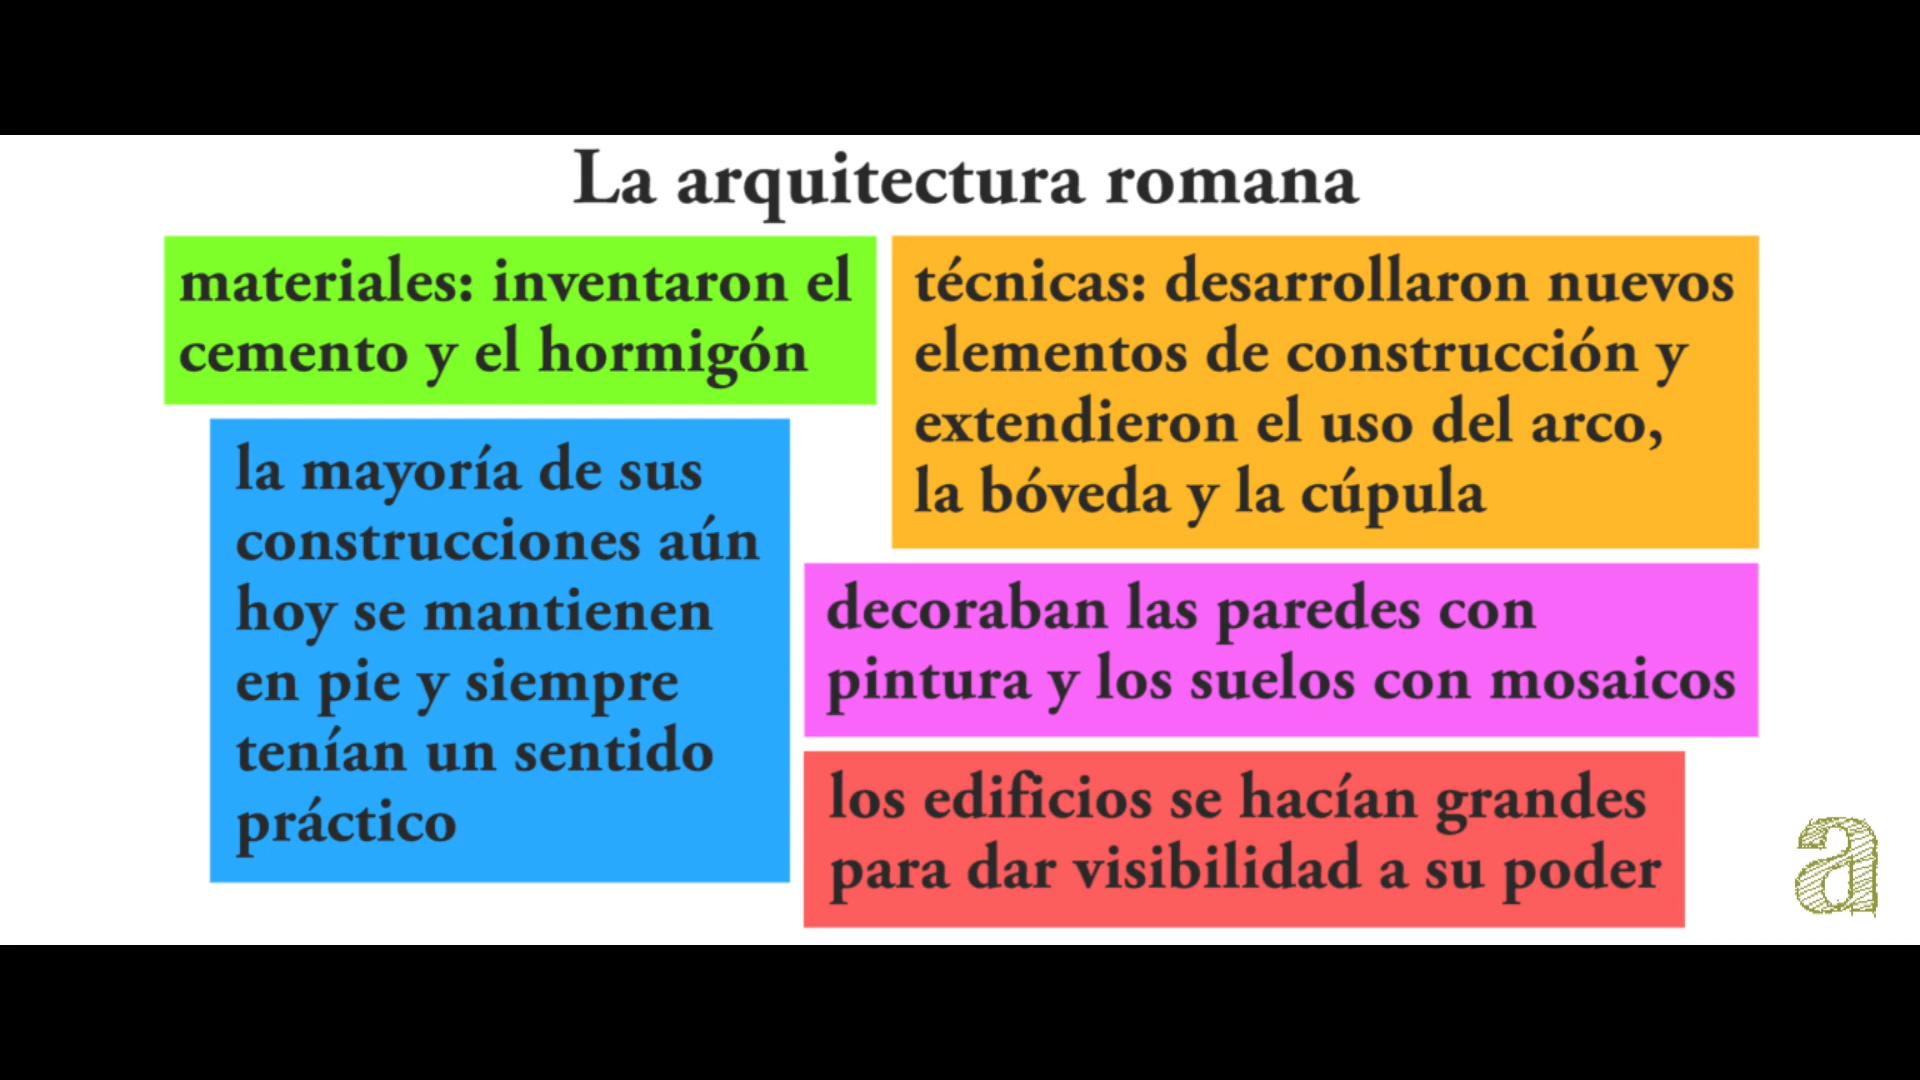 La arquitectura romana
materiales: inventaron el
cemento y el hormigón
técnicas: desarrollaron nuevos
elementos de construcción y
extendieron el uso del arco,
la bóveda y la cúpula
la mayoría de sus
construcciones aún
hoy se mantienen
en pie y siempre
tenían un sentido
práctico
decoraban las paredes con
pintura y los suelos con mosaicos
los edificios se hacían grandes
para dar visibilidad a su poder
a